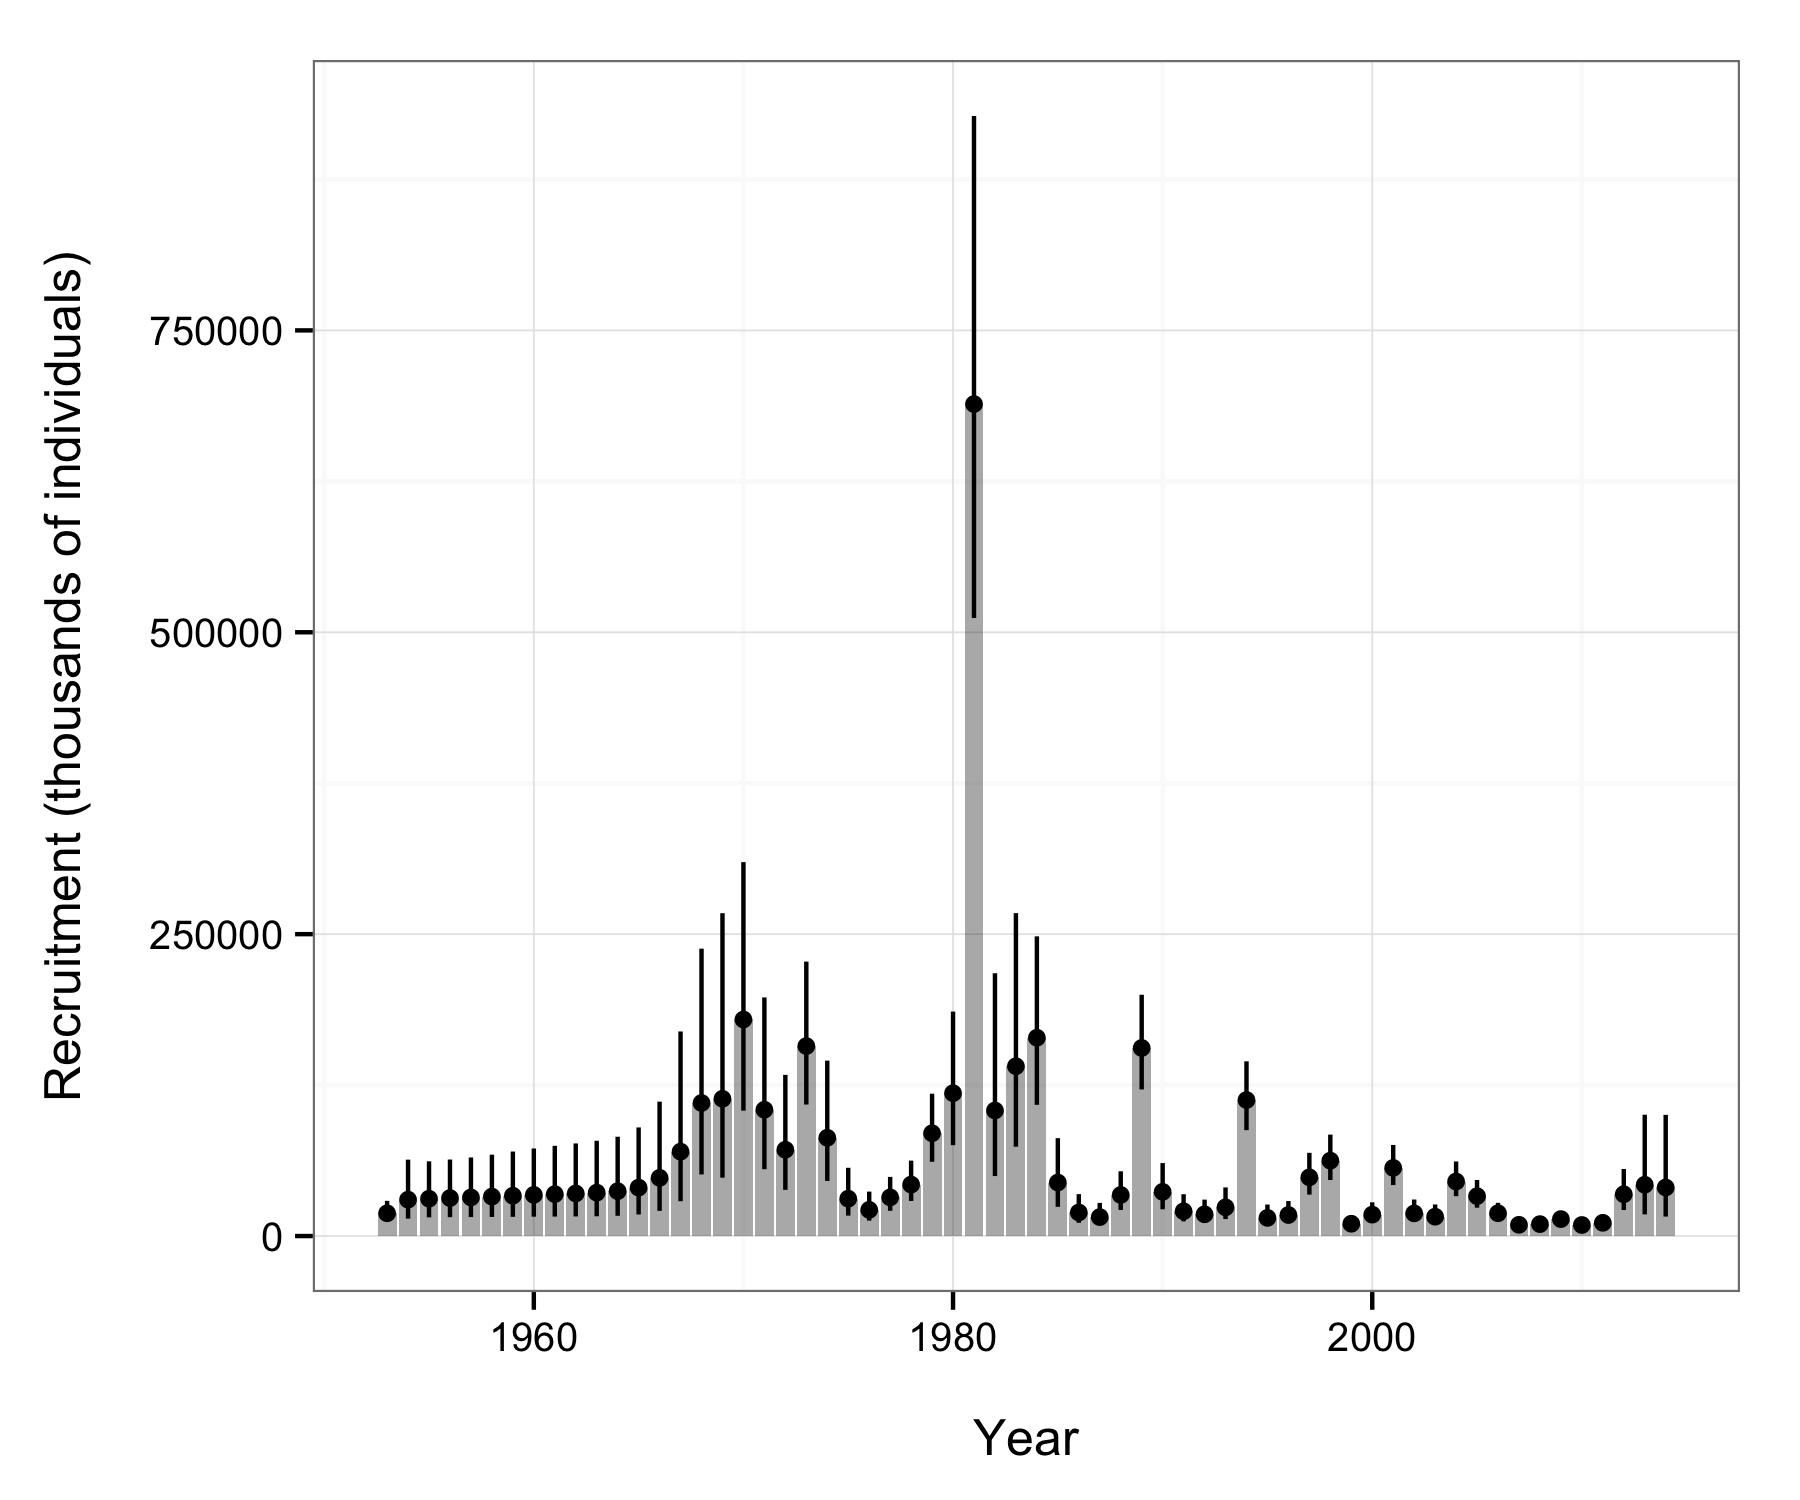 Recruitment (thousands of individuals)
750000
500000
250000
0
1960 1980 2000
Year